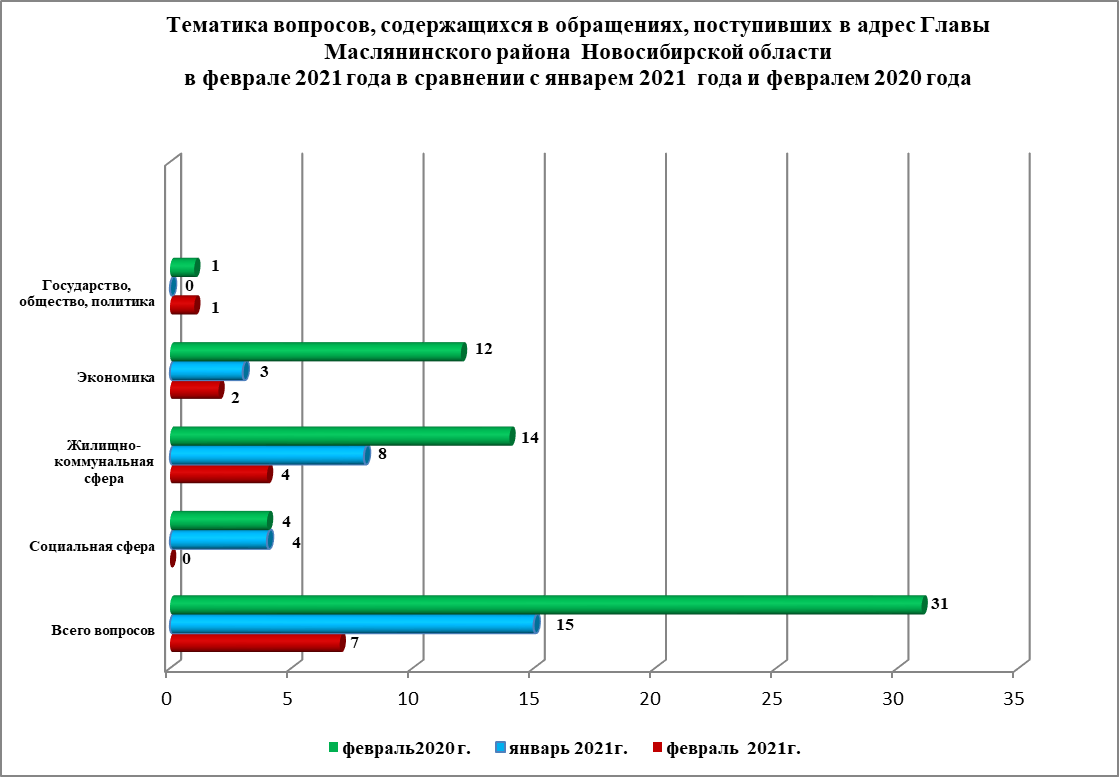 Тематика вопросов, содержащихся в обращениях, поступивших в адрес Главы
Маслянинского района Новосибирской области
в феврале 2021 года в сравнении с январем 2021 года и февралем 2020 года
Государство,
общество, политика
1
0
1
Экономика
12
3
2
Жилищно-
коммунальная
сфера
14
8
4
Социальная сфера
4
4
0
Всего вопросов
31
15
7
0 5 10 15 20 25 30 35
февраль2020 г. январь 2021г. февраль 2021г.